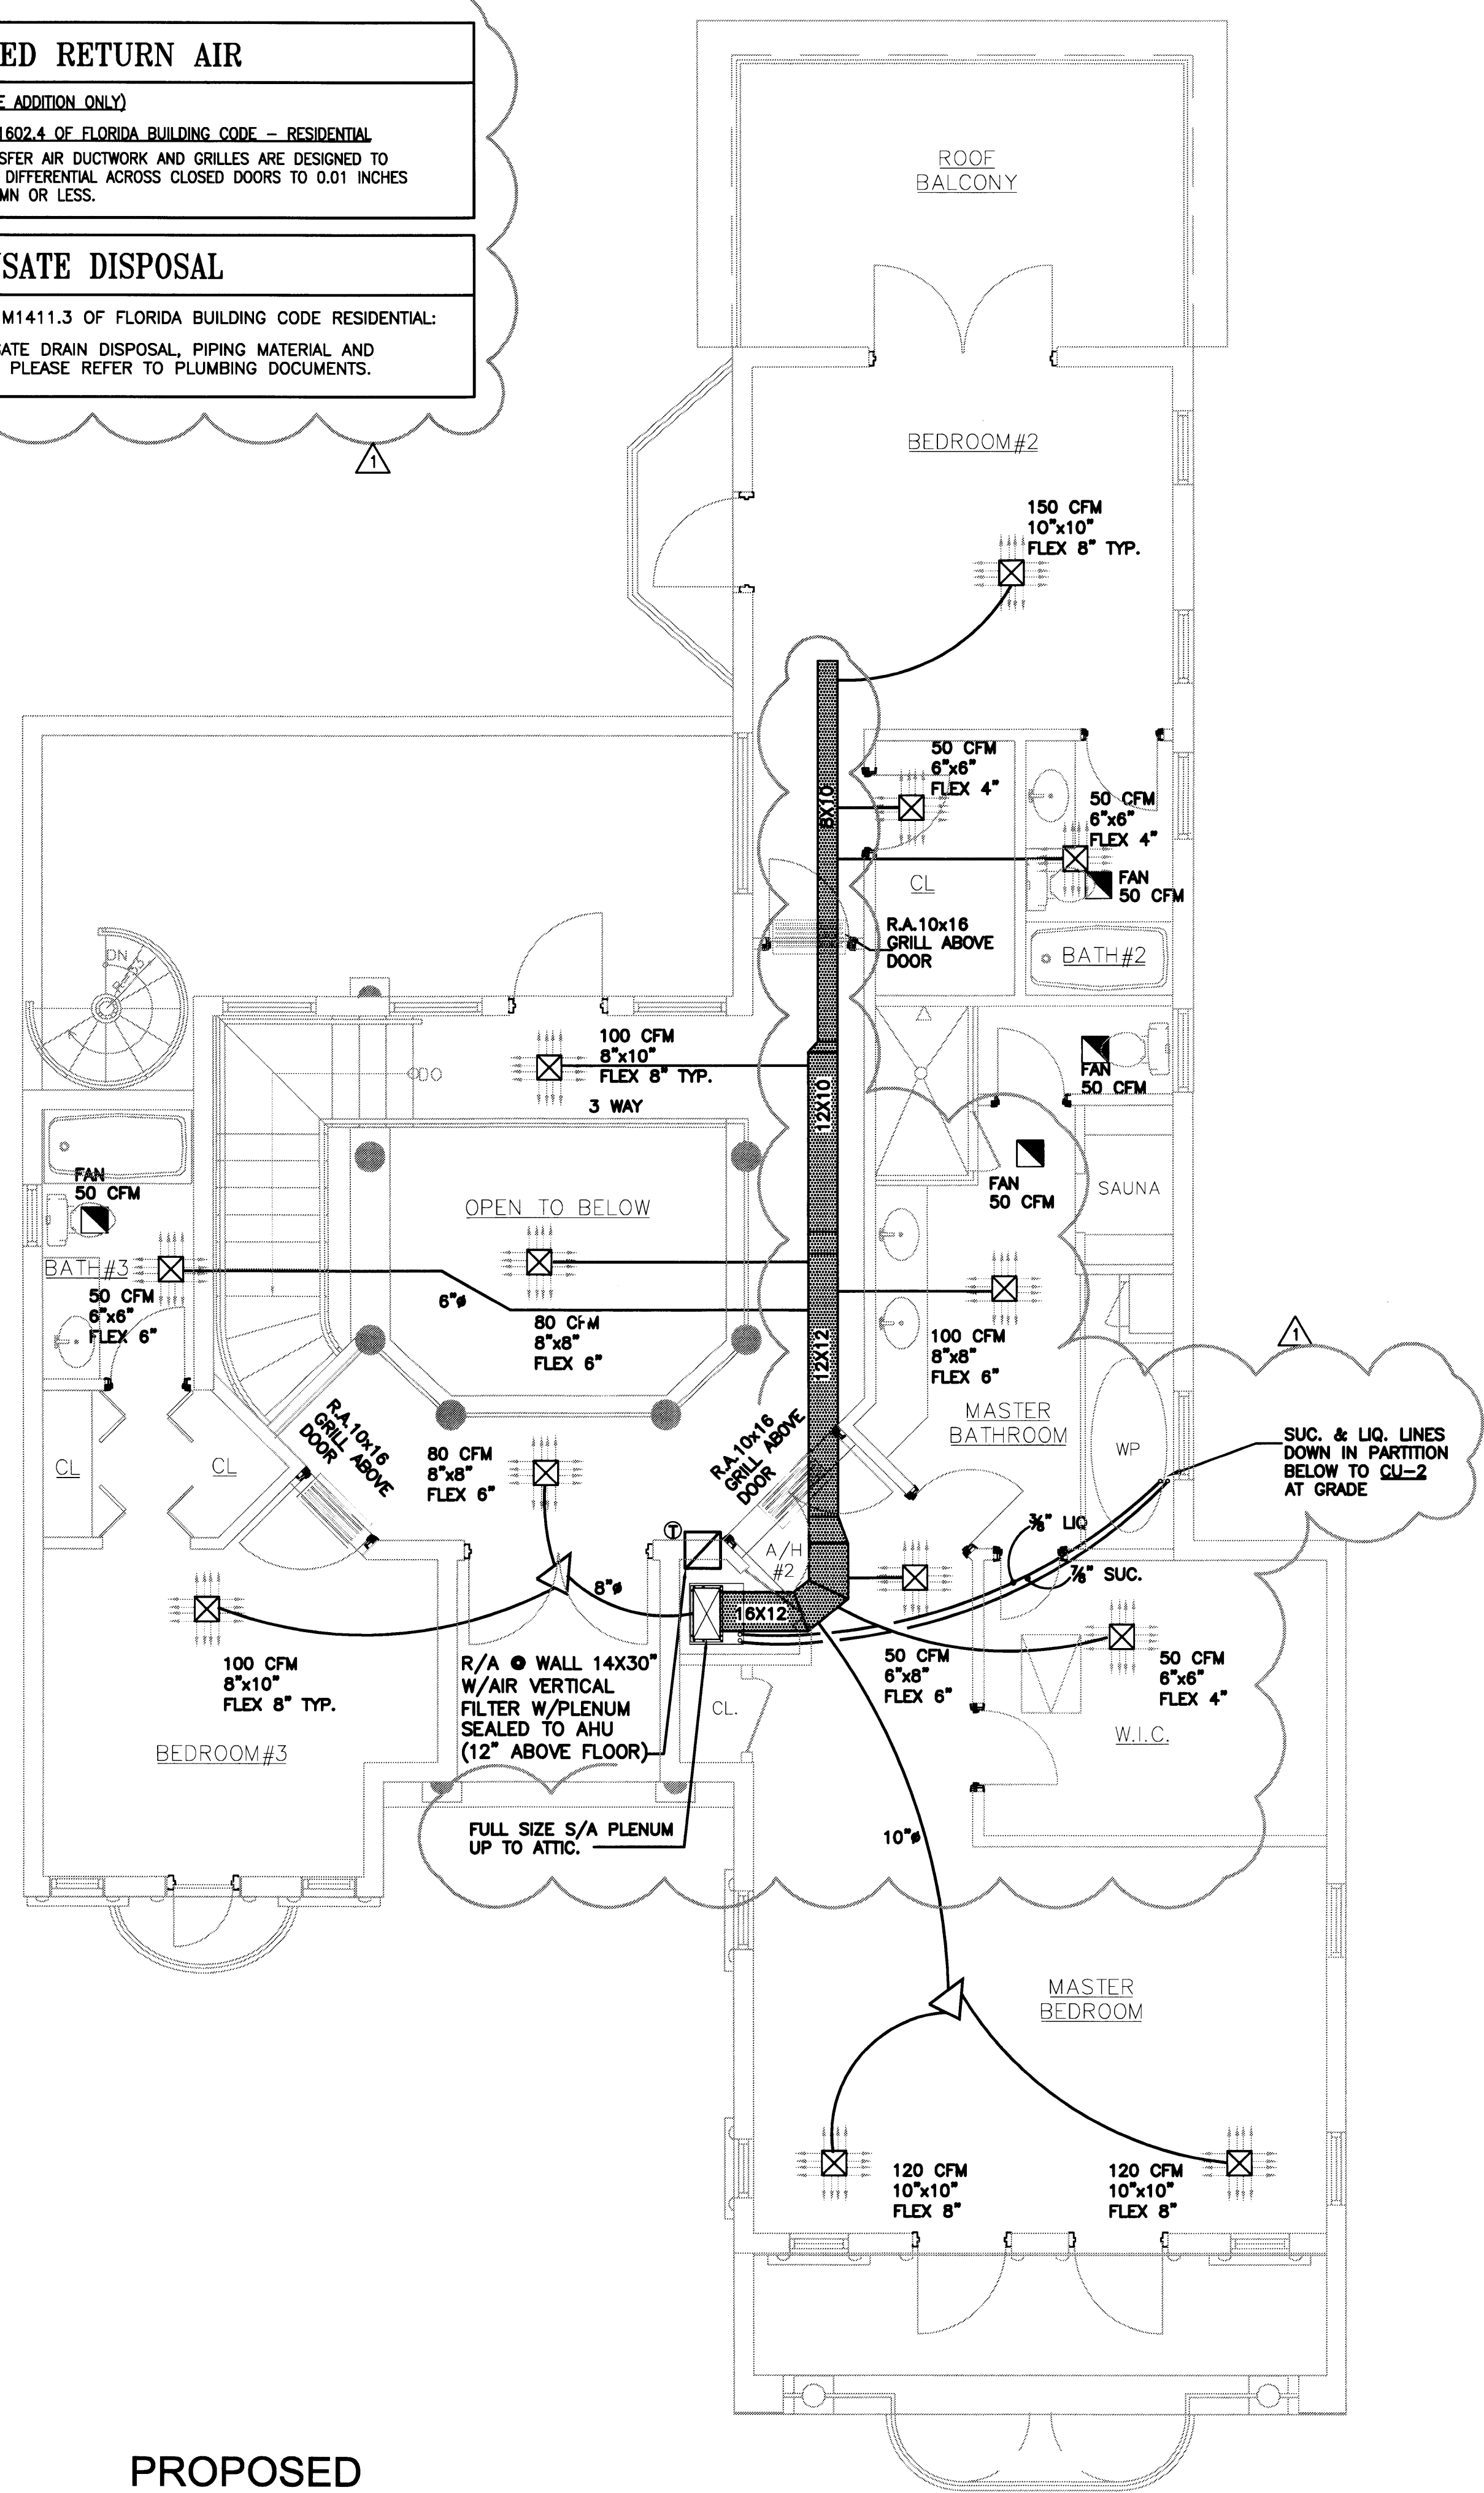 ED RETURN AIR
E ADDITION ONLY)
1602.4 OF FLORIDA BUILDING CODE – RESIDENTIAL
SFER AIR DUCTWORK AND GRILLES ARE DESIGNED TO
DIFFERENTIAL ACROSS CLOSED DOORS TO 0.01 INCHES
MN OR LESS.
SATE DISPOSAL
M1411.3 OF FLORIDA BUILDING CODE RESIDENTIAL:
ATE DRAIN DISPOSAL, PIPING MATERIAL AND
PLEASE REFER TO PLUMBING DOCUMENTS.
1
ROOF
BALCONY
BEDROOM#2
150 CFM
10"x10"
FLEX 8" TYP.
50 CFM
6"x6"
FLEX 4"
8X10
50 CFM
6"x6"
FLEX 4"
FAN
50 CFM
CL
R.A.10x16
GRILL ABOVE
DOOR
BATH#2
DN
100 CFM
8"x10"
FLEX 8" TYP.
3 WAY
DO
12X10
FAN
50 CFM
FAN
50 CFM
SAUNA
FAN
50 CFM
OPEN TO BELOW
BATH#3
50 CFM
6"x6"
FLEX 6"
6"ø
80 CFM
8"x8"
FLEX 6"
12X12
100 CFM
8"x8"
FLEX 6"
MASTER
BATHROOM
WP
1
SUC. & LIQ. LINES
DOWN IN PARTITION
BELOW TO CU-2
AT GRADE
CL
CL
R.A.10x16
GRILL ABOVE
DOOR
80 CFM
8"x8"
FLEX 6"
R.A.10x16
GRILL ABOVE
DOOR
T
A/H
#2
⅜" LIQ
⅞" SUC.
8"ø
16X12
100 CFM
8"x10"
FLEX 8" TYP.
R/A @ WALL 14X30"
W/AIR VERTICAL
FILTER W/PLENUM
SEALED TO AHU
(12" ABOVE FLOOR)
CL.
50 CFM
6"x8"
FLEX 6"
50 CFM
6"x6"
FLEX 4"
W.I.C.
BEDROOM#3
FULL SIZE S/A PLENUM
UP TO ATTIC.
10"ø
MASTER
BEDROOM
120 CFM
10"x10"
FLEX 8"
120 CFM
10"x10"
FLEX 8"
PROPOSED